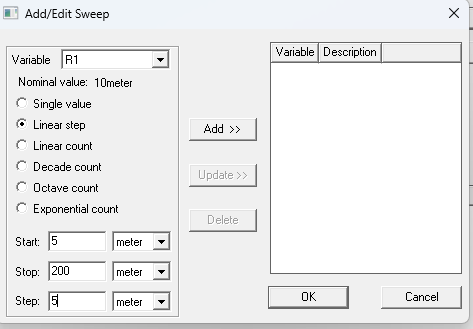 Add/Edit Sweep
Variable R1
Nominal value: 10meter
Single value
Linear step
Linear count
Decade count
Octave count
Exponential count
Start: 5 meter
Stop: 200 meter
Step: 5 meter
Add >>
Update >>
Delete
Variable Description
OK Cancel